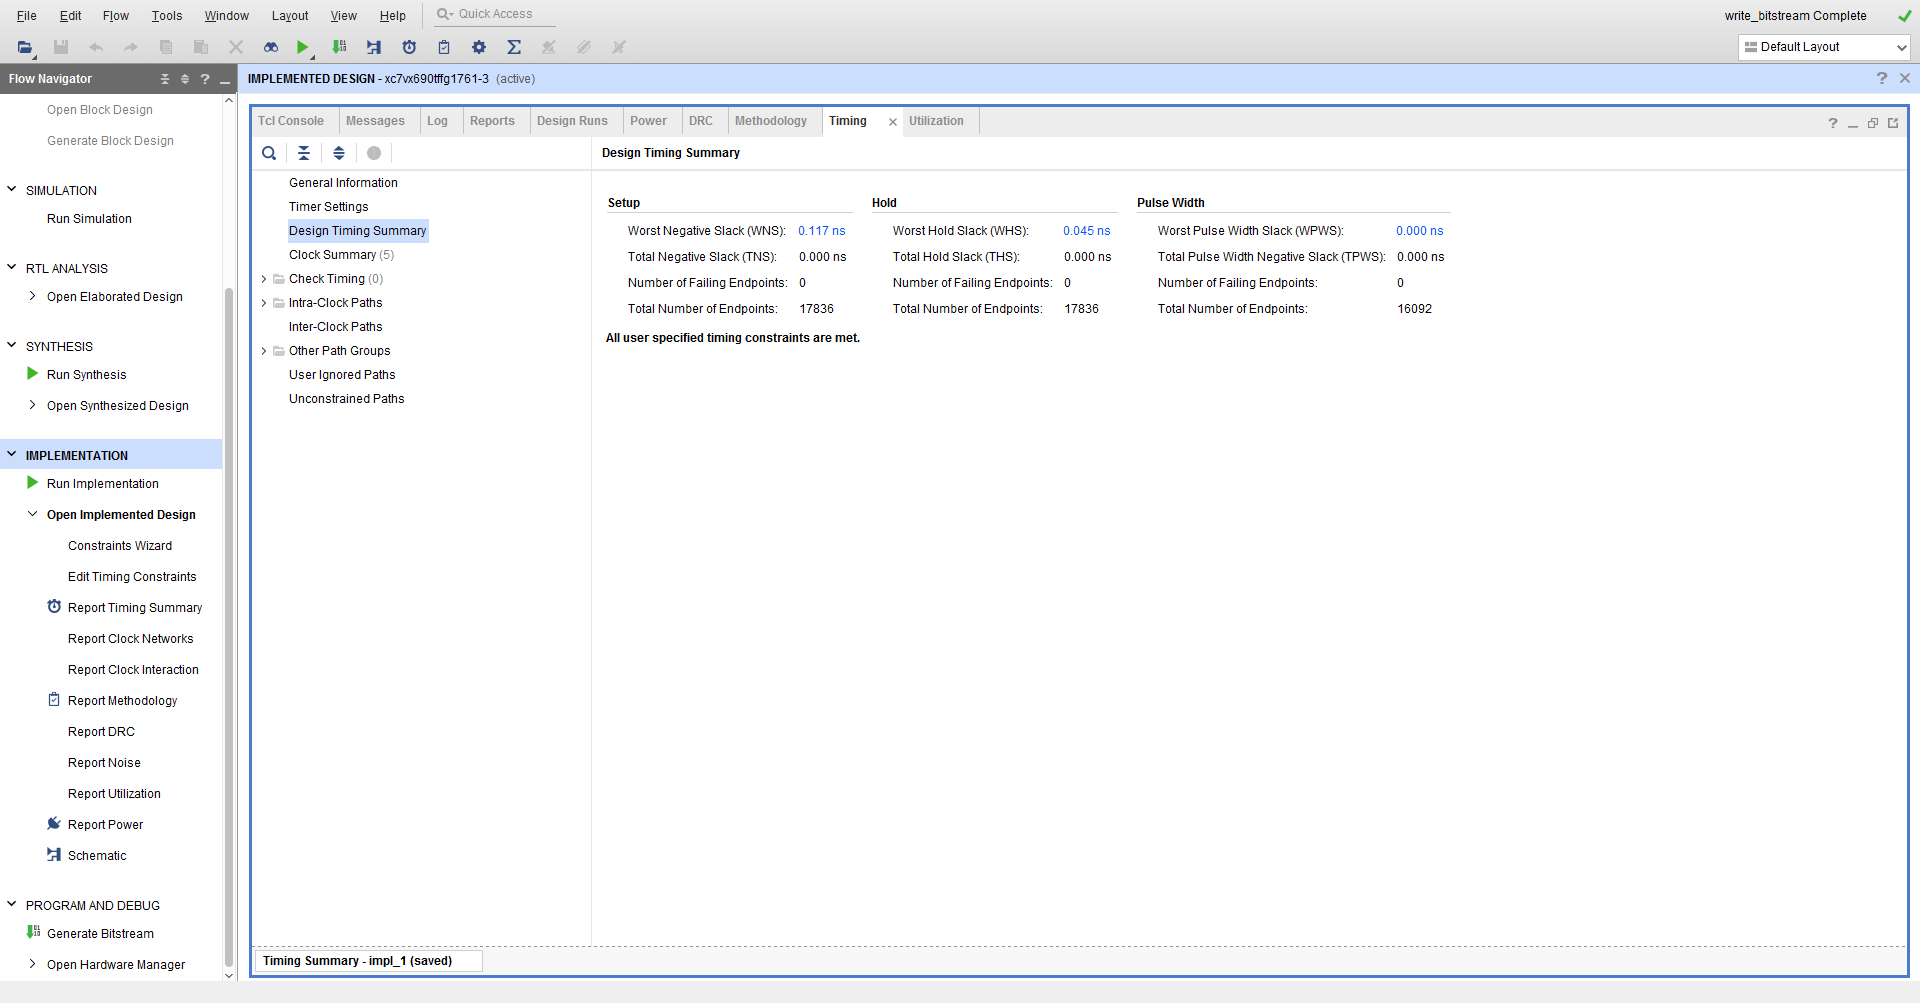 File Edit Flow Tools Window Layout View Help Quick Access
write_bitstream Complete
Default Layout
Flow Navigator
Open Block Design
Generate Block Design
SIMULATION
Run Simulation
RTL ANALYSIS
Open Elaborated Design
SYNTHESIS
Run Synthesis
Open Synthesized Design
IMPLEMENTATION
Run Implementation
Open Implemented Design
Constraints Wizard
Edit Timing Constraints
Report Timing Summary
Report Clock Networks
Report Clock Interaction
Report Methodology
Report DRC
Report Noise
Report Utilization
Report Power
Schematic
PROGRAM AND DEBUG
Generate Bitstream
Open Hardware Manager
IMPLEMENTED DESIGN - xc7vx690tffg1761-3 (active)
Tcl Console Messages Log Reports Design Runs Power DRC Methodology Timing Utilization
General Information
Timer Settings
Design Timing Summary
Clock Summary (5)
Check Timing (0)
Intra-Clock Paths
Inter-Clock Paths
Other Path Groups
User Ignored Paths
Unconstrained Paths
Design Timing Summary
Setup
Worst Negative Slack (WNS): 0.117 ns
Total Negative Slack (TNS): 0.000 ns
Number of Failing Endpoints: 0
Total Number of Endpoints: 17836
Hold
Worst Hold Slack (WHS): 0.045 ns
Total Hold Slack (THS): 0.000 ns
Number of Failing Endpoints: 0
Total Number of Endpoints: 17836
Pulse Width
Worst Pulse Width Slack (WPWS): 0.000 ns
Total Pulse Width Negative Slack (TPWS): 0.000 ns
Number of Failing Endpoints: 0
Total Number of Endpoints: 16092
All user specified timing constraints are met.
Timing Summary - impl_1 (saved)